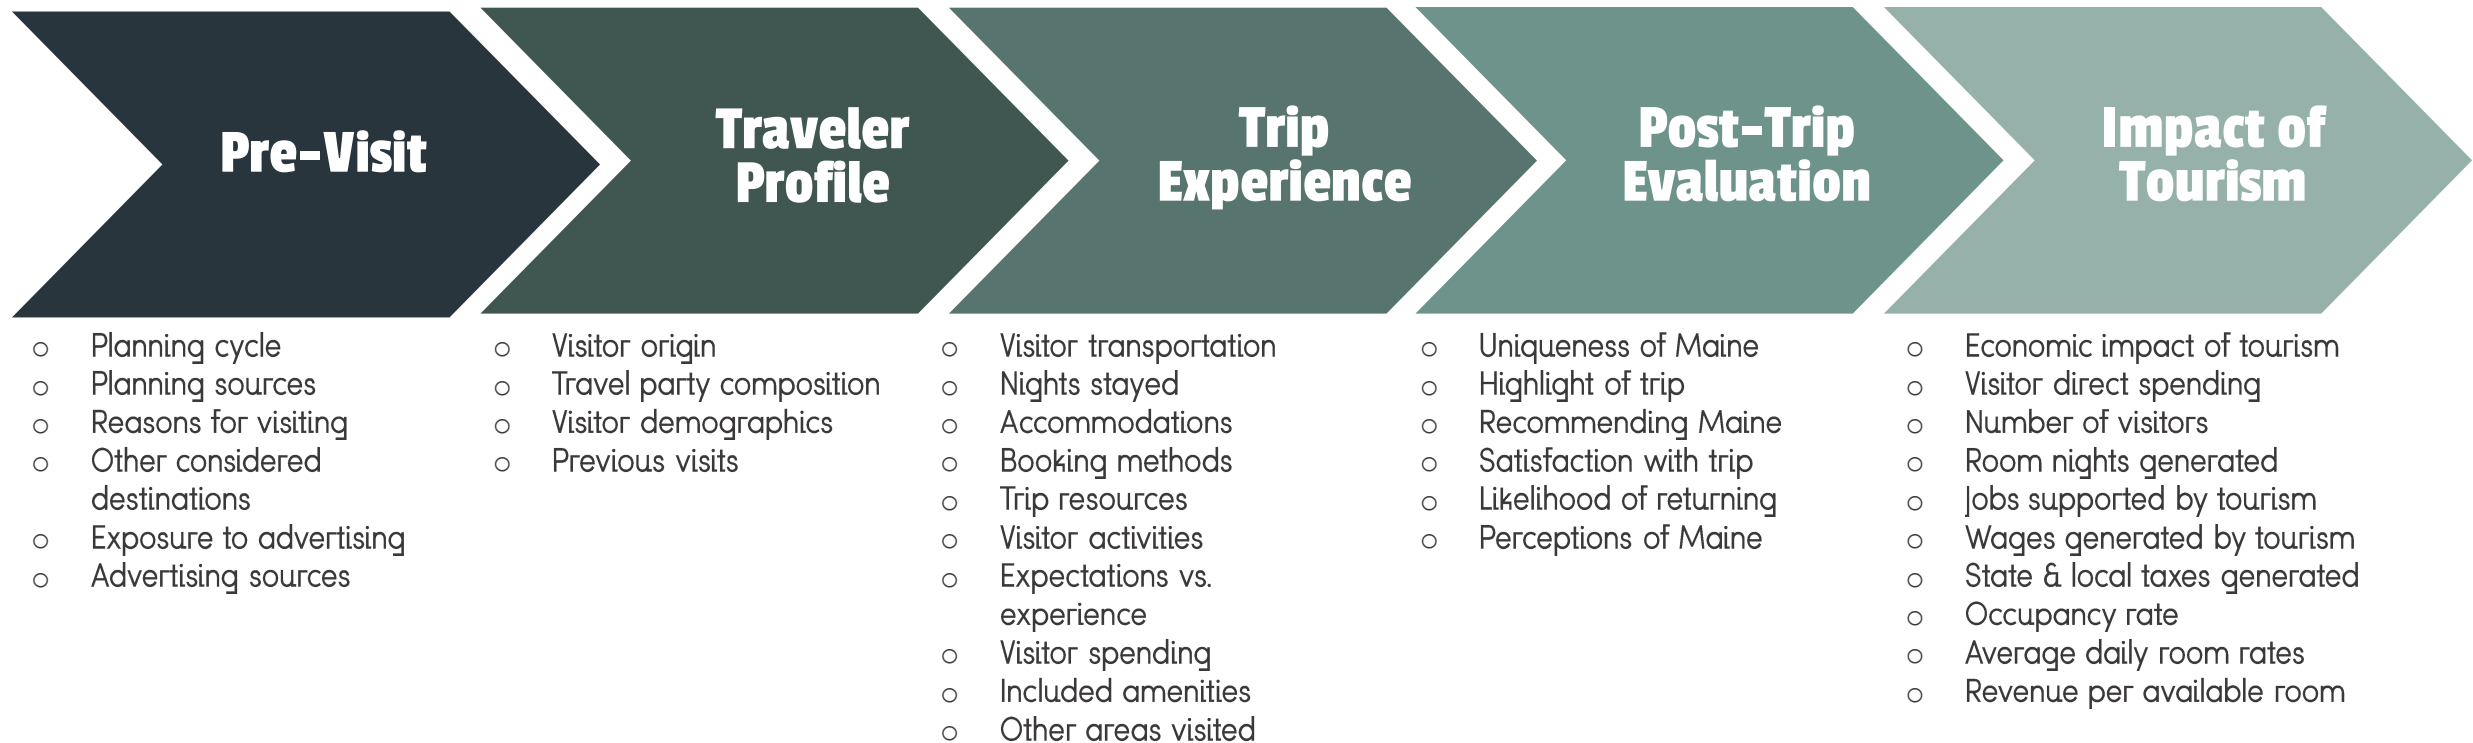 Pre-Visit
Traveler
Profile
Trip
Experience
Post-Trip
Evaluation
Impact of
Tourism
○ Planning cycle
○ Planning sources
○ Reasons for visiting
○ Other considered
destinations
○ Exposure to advertising
○ Advertising sources
○ Visitor origin
○ Travel party composition
○ Visitor demographics
○ Previous visits
○ Visitor transportation
○ Nights stayed
○ Accommodations
○ Booking methods
○ Trip resources
○ Visitor activities
○ Expectations vs.
experience
○ Visitor spending
○ Included amenities
○ Other areas visited
○ Uniqueness of Maine
○ Highlight of trip
○ Recommending Maine
○ Satisfaction with trip
○ Likelihood of returning
○ Perceptions of Maine
○ Economic impact of tourism
○ Visitor direct spending
○ Number of visitors
○ Room nights generated
○ Jobs supported by tourism
○ Wages generated by tourism
○ State & local taxes generated
○ Occupancy rate
○ Average daily room rates
○ Revenue per available room